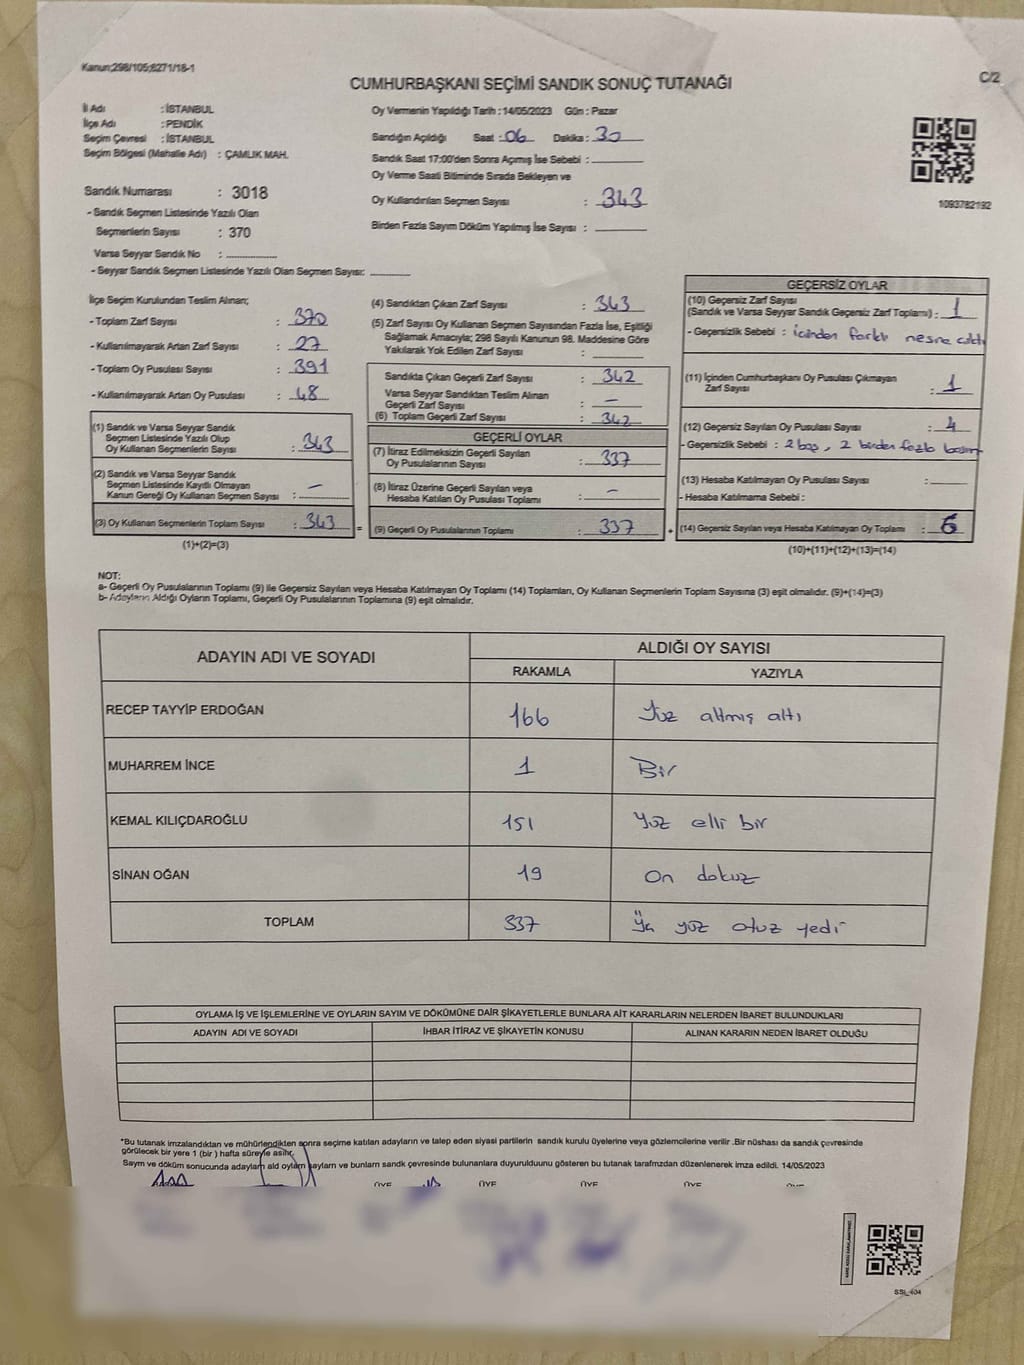 Kanun;298/105;6271/18-1
CUMHURBAŞKANI SEÇİMİ SANDIK SONUÇ TUTANAĞI
C/2
İl Adı : İSTANBUL
İlçe Adı : PENDİK
Seçim Çevresi : İSTANBUL
Seçim Bölgesi (Mahalle Adı) : ÇAMLIK MAH.
Oy Vermenin Yapıldığı Tarih : 14/05/2023 Gün : Pazar
Sandığın Açıldığı Saat : 06 Dakika : 30
Sandık Saat 17:00'den Sonra Açımış İse Sebebi :
Oy Verme Saati Bitiminde Sırada Bekleyen ve
Oy Kullandırılan Seçmen Sayısı : 343
Birden Fazla Sayım Döküm Yapılmış İse Sayısı :
1093782192
Sandık Numarası : 3018
- Sandık Seçmen Listesinde Yazılı Olan
Seçmenlerin Sayısı : 370
Varsa Seyyar Sandık No :
- Seyyar Sandık Seçmen Listesinde Yazılı Olan Seçmen Sayısı:
İlçe Seçim Kurulundan Teslim Alınan;
- Toplam Zarf Sayısı : 370
- Kullanılmayarak Artan Zarf Sayısı : 27
- Toplam Oy Pusulası Sayısı : 391
- Kullanılmayarak Artan Oy Pusulası : 48
(1) Sandık ve Varsa Seyyar Sandık
Seçmen Listesinde Yazılı Olup
Oy Kullanan Seçmenlerin Sayısı : 343
(2) Sandık ve Varsa Seyyar Sandık
Seçmen Listesinde Kayıtlı Olmayan
Kanun Gereği Oy Kullanan Seçmen Sayısı : –
(3) Oy Kullanan Seçmenlerin Toplam Sayısı : 343
(1)+(2)=(3)
(4) Sandıktan Çıkan Zarf Sayısı : 343
(5) Zarf Sayısı Oy Kullanan Seçmen Sayısından Fazla İse, Eşitliği
Sağlamak Amacıyla; 298 Sayılı Kanunun 98. Maddesine Göre
Yakılarak Yok Edilen Zarf Sayısı :
Sandıkta Çıkan Geçerli Zarf Sayısı : 342
Varsa Seyyar Sandıktan Teslim Alınan
Geçerli Zarf Sayısı : –
(6) Toplam Geçerli Zarf Sayısı : 342
GEÇERLİ OYLAR
(7) İtiraz Edilmeksizin Geçerli Sayılan
Oy Pusulalarının Sayısı : 337
(8) İtiraz Üzerine Geçerli Sayılan veya
Hesaba Katılan Oy Pusulası Toplamı : –
= (9) Geçerli Oy Pusulalarının Toplamı : 337 +
GEÇERSİZ OYLAR
(10) Geçersiz Zarf Sayısı
(Sandık ve Varsa Seyyar Sandık Geçersiz Zarf Toplamı) : 1
- Geçersizlik Sebebi : içinden farklı nesne çıktı
(11) İçinden Cumhurbaşkanı Oy Pusulası Çıkmayan
Zarf Sayısı : 1
(12) Geçersiz Sayılan Oy Pusulası Sayısı : 4
- Geçersizlik Sebebi : 2 boş, 2 birden fazla basım
(13) Hesaba Katılmayan Oy Pusulası Sayısı :
- Hesaba Katılmama Sebebi :
(14) Geçersiz Sayılan veya Hesaba Katılmayan Oy Toplamı : 6
(10)+(11)+(12)+(13)=(14)
NOT:
a- Geçerli Oy Pusulalarının Toplamı (9) ile Geçersiz Sayılan veya Hesaba Katılmayan Oy Toplamı (14) Toplamları, Oy Kullanan Seçmenlerin Toplam Sayısına (3) eşit olmalıdır. (9)+(14)=(3)
b- Adayların Aldığı Oyların Toplamı, Geçerli Oy Pusulalarının Toplamına (9) eşit olmalıdır.
ADAYIN ADI VE SOYADI
ALDIĞI OY SAYISI
RAKAMLA YAZIYLA
RECEP TAYYİP ERDOĞAN 166 Yüz altmış altı
MUHARREM İNCE 1 Bir
KEMAL KILIÇDAROĞLU 151 Yüz elli bir
SİNAN OĞAN 19 On dokuz
TOPLAM 337 yüz otuz yedi
OYLAMA İŞ VE İŞLEMLERİNE VE OYLARIN SAYIM VE DÖKÜMÜNE DAİR ŞİKAYETLERLE BUNLARA AİT KARARLARIN NELERDEN İBARET BULUNDUKLARI
ADAYIN ADI VE SOYADI İHBAR İTİRAZ VE ŞİKAYETİN KONUSU ALINAN KARARIN NEDEN İBARET OLDUĞU
*Bu tutanak imzalandıktan ve mühürlendikten sonra seçime katılan adayların ve talep eden siyasi partilerin sandık kurulu üyelerine veya gözlemcilerine verilir .Bir nüshası da sandık çevresinde
görülecek bir yere 1 (bir ) hafta süreyle asılır.
Sayım ve döküm sonucunda adayların ald oyların sayıların ve bunların sandık çevresinde bulunanlara duyurulduunu gösteren bu tutanak tarafmzdan düzenlenerek imza edildi. 14/05/2023
ÜYE ÜYE ÜYE ÜYE
SSL_404